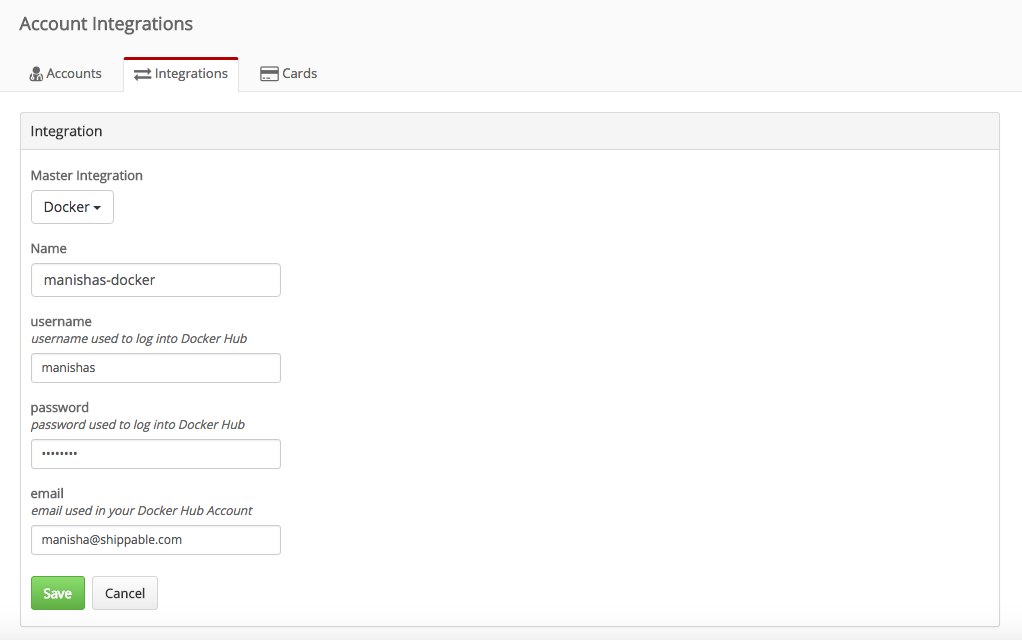 Account Integrations
Accounts Integrations Cards
Integration
Master Integration
Docker
Name
manishas-docker
username
username used to log into Docker Hub
manishas
password
password used to log into Docker Hub
••••••••
email
email used in your Docker Hub Account
manisha@shippable.com
Save Cancel